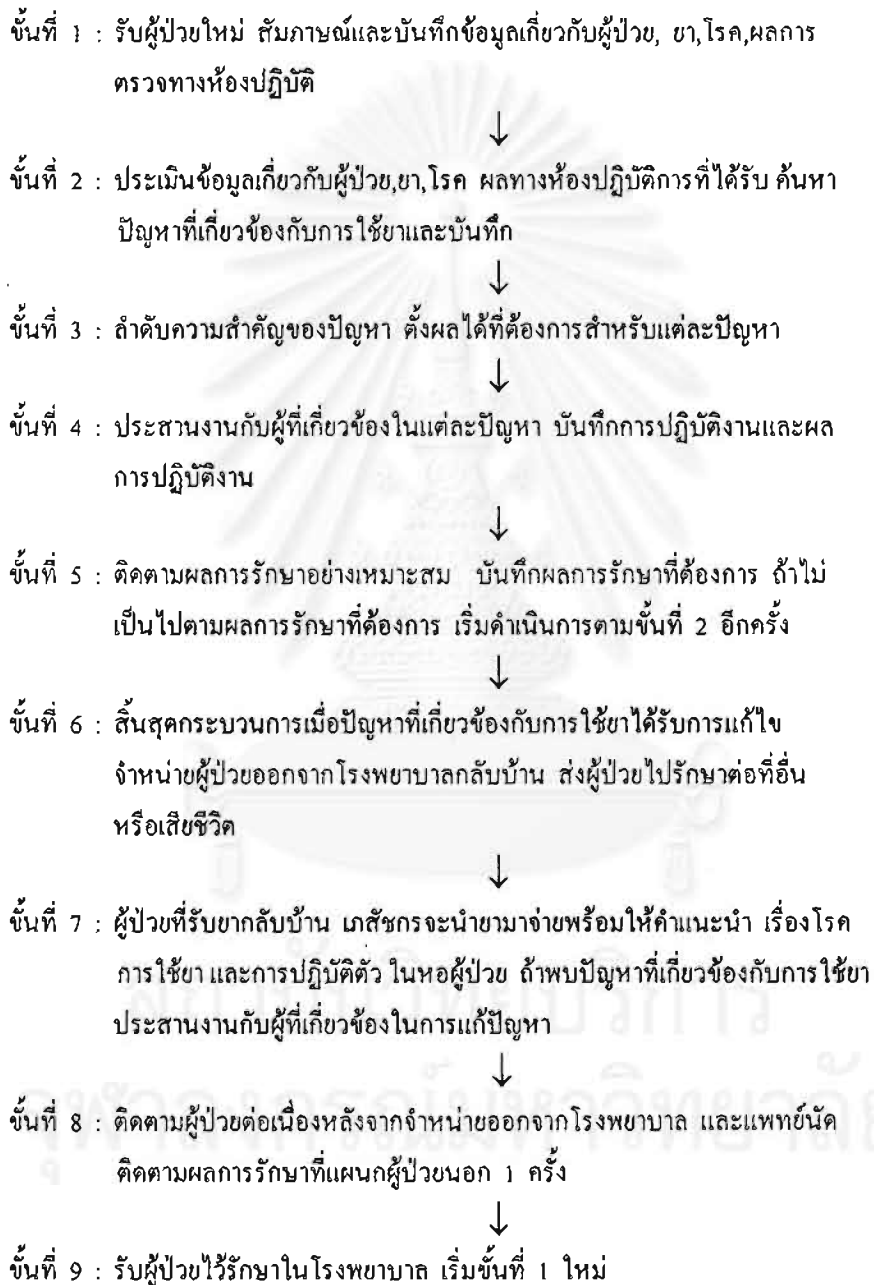 ขั้นที่ 1 : รับผู้ป่วยใหม่ สัมภาษณ์และบันทึกข้อมูลเกี่ยวกับผู้ป่วย, ยา,โรค,ผลการ
ตรวจทางห้องปฏิบัติ
↓
ขั้นที่ 2 : ประเมินข้อมูลเกี่ยวกับผู้ป่วย,ยา,โรค ผลทางห้องปฏิบัติการที่ได้รับ ค้นหา
ปัญหาที่เกี่ยวข้องกับการใช้ยาและบันทึก
↓
ขั้นที่ 3 : ลำดับความสำคัญของปัญหา ตั้งผลได้ที่ต้องการสำหรับแต่ละปัญหา
↓
ขั้นที่ 4 : ประสานงานกับผู้ที่เกี่ยวข้องในแต่ละปัญหา บันทึกการปฏิบัติงานและผล
การปฏิบัติงาน
↓
ขั้นที่ 5 : ติดตามผลการรักษาอย่างเหมาะสม บันทึกผลการรักษาที่ต้องการ ถ้าไม่
เป็นไปตามผลการรักษาที่ต้องการ เริ่มดำเนินการตามขั้นที่ 2 อีกครั้ง
↓
ขั้นที่ 6 : สิ้นสุดกระบวนการเมื่อปัญหาที่เกี่ยวข้องกับการใช้ยาได้รับการแก้ไข
จำหน่ายผู้ป่วยออกจากโรงพยาบาลกลับบ้าน ส่งผู้ป่วยไปรักษาต่อที่อื่น
หรือเสียชีวิต
↓
ขั้นที่ 7 : ผู้ป่วยที่รับยากลับบ้าน เภสัชกรจะนำยามาจ่ายพร้อมให้คำแนะนำ เรื่องโรค
การใช้ยา และการปฏิบัติตัว ในหอผู้ป่วย ถ้าพบปัญหาที่เกี่ยวข้องกับการใช้ยา
ประสานงานกับผู้ที่เกี่ยวข้องในการแก้ปัญหา
↓
ขั้นที่ 8 : ติดตามผู้ป่วยต่อเนื่องหลังจากจำหน่ายออกจากโรงพยาบาล และแพทย์นัด
ติดตามผลการรักษาที่แผนกผู้ป่วยนอก 1 ครั้ง
↓
ขั้นที่ 9 : รับผู้ป่วยไว้รักษาในโรงพยาบาล เริ่มขั้นที่ 1 ใหม่